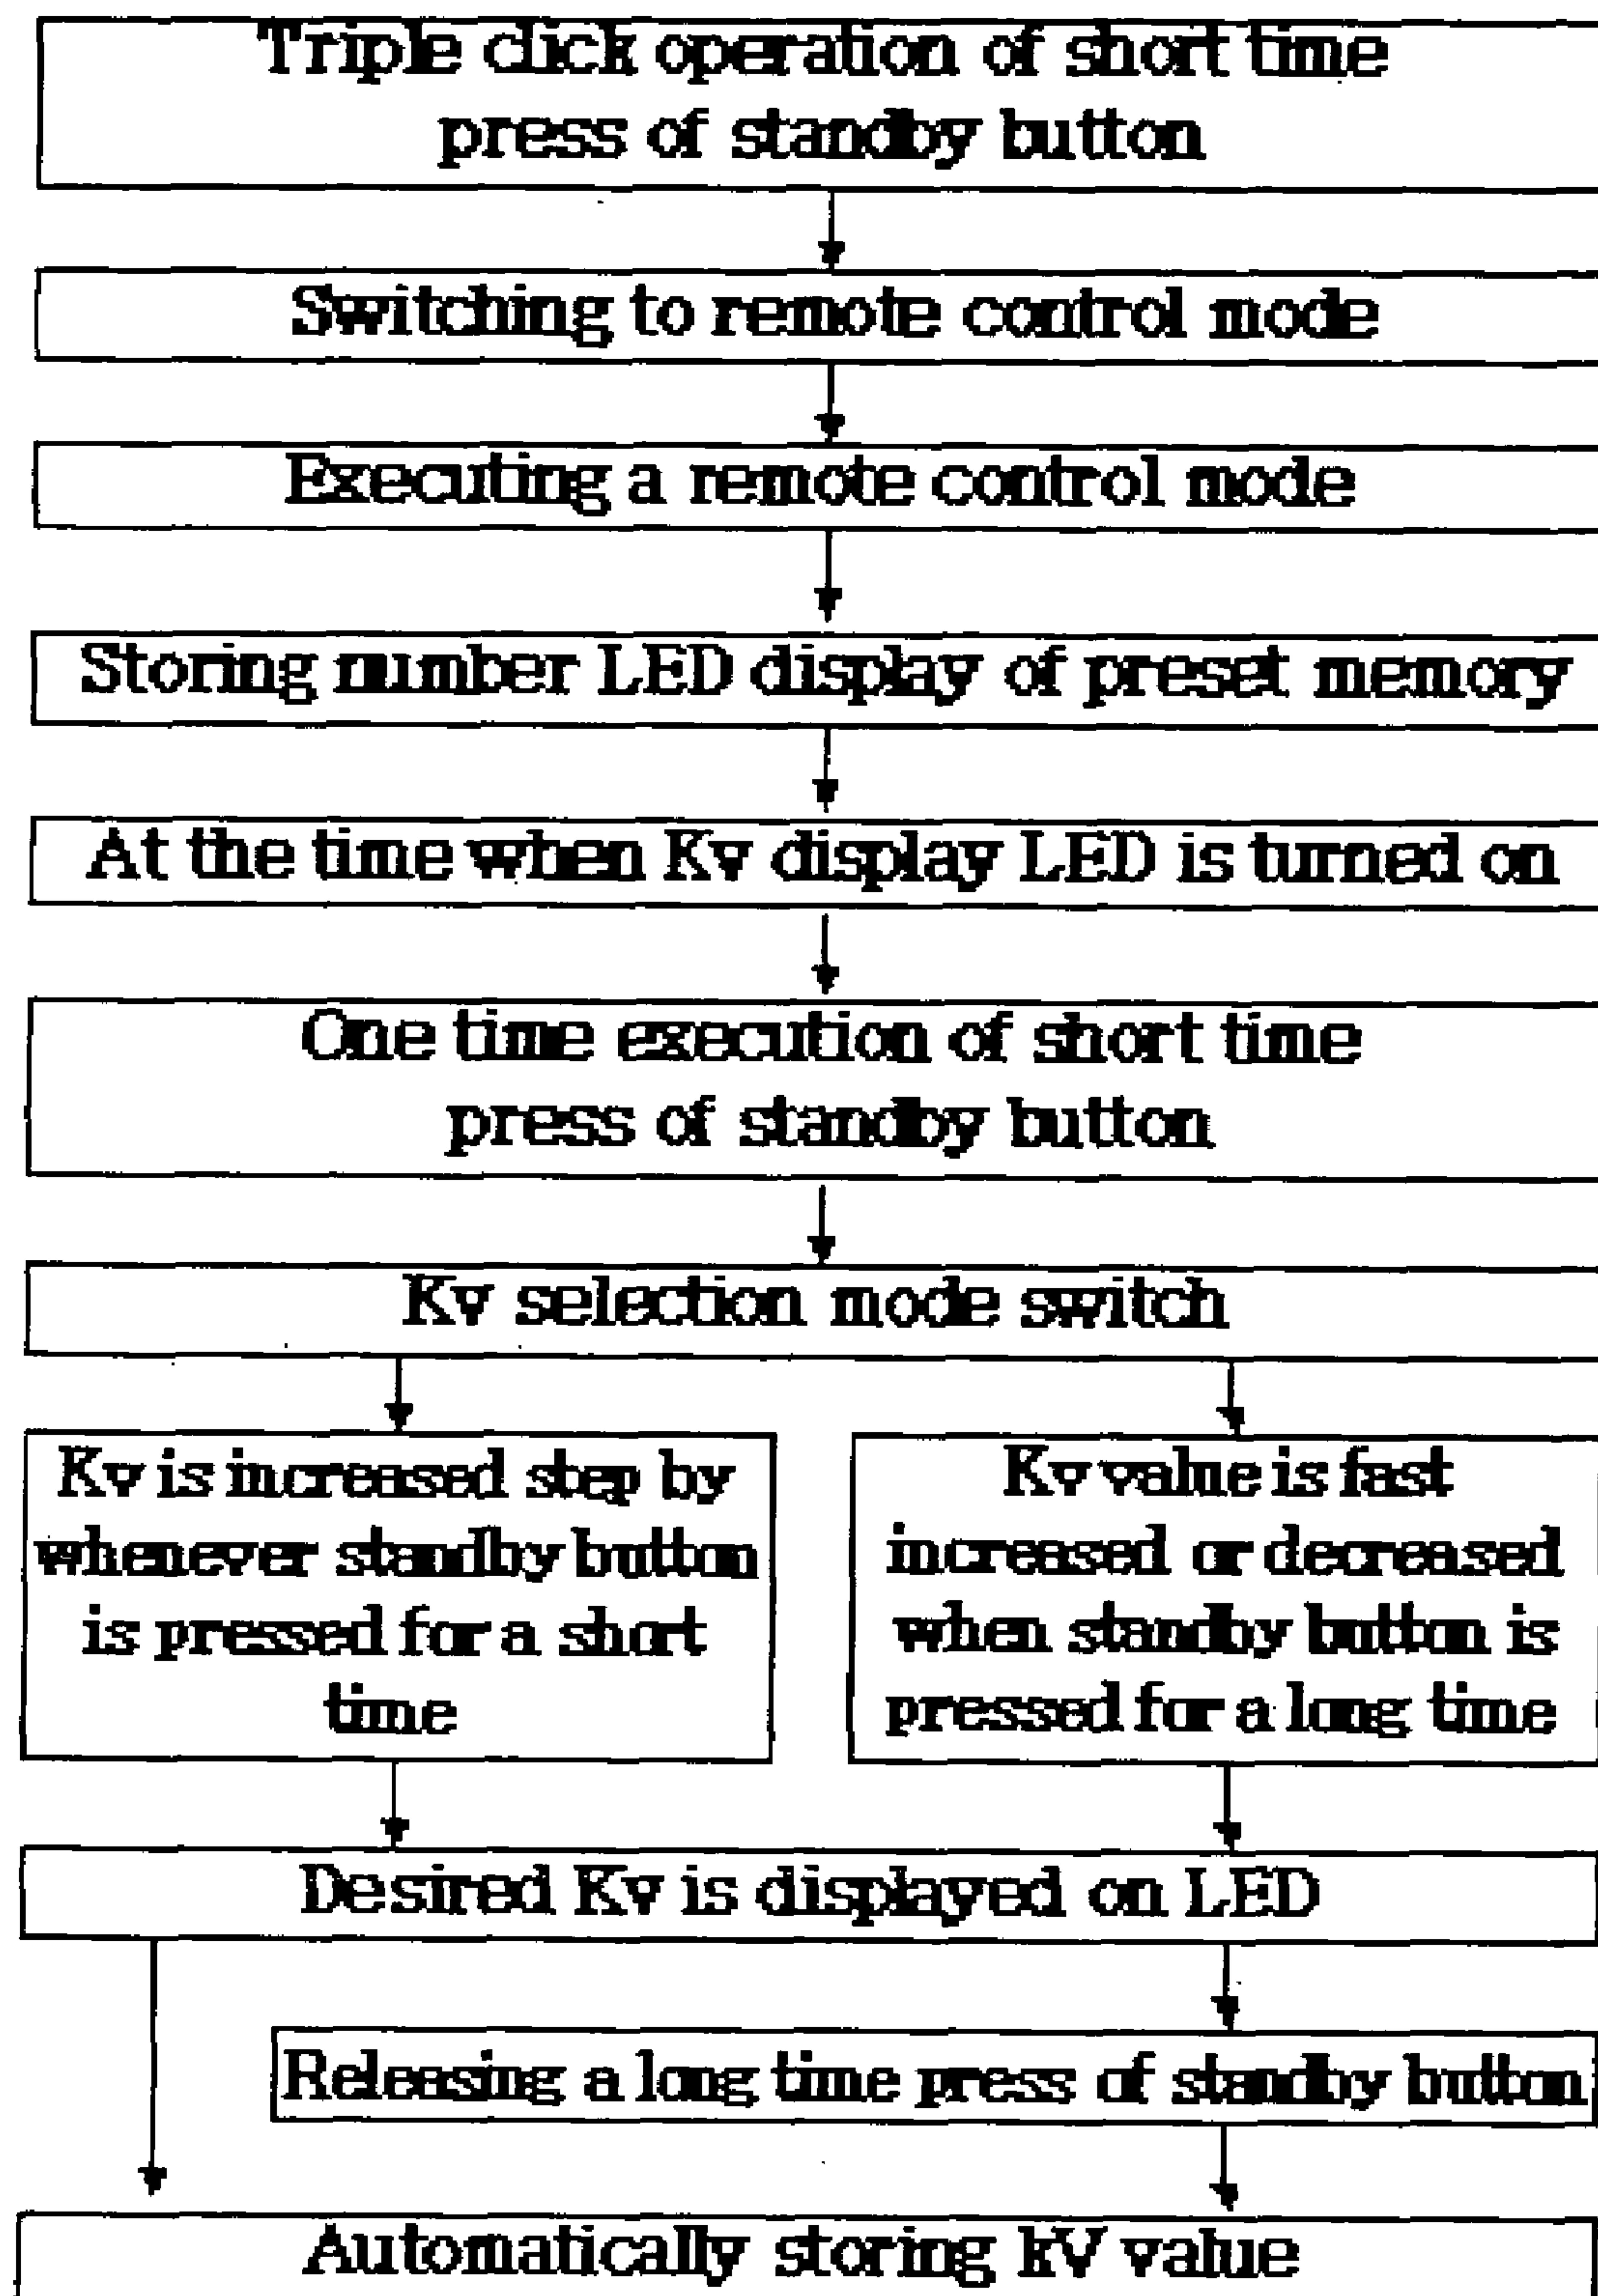 Triple click operation of short time
press of standby button
Switching to remote control mode
Executing a remote control mode
Storing number LED display of preset memory
At the time when Kv display LED is turned on
One time execution of short time
press of standby button
Kv selection mode switch
Kv is increased step by
whenever standby button
is pressed for a short
time
Kv value is fast
increased or decreased
when standby button is
pressed for a long time
Desired Kv is displayed on LED
Releasing a long time press of standby button
Automatically storing kV value